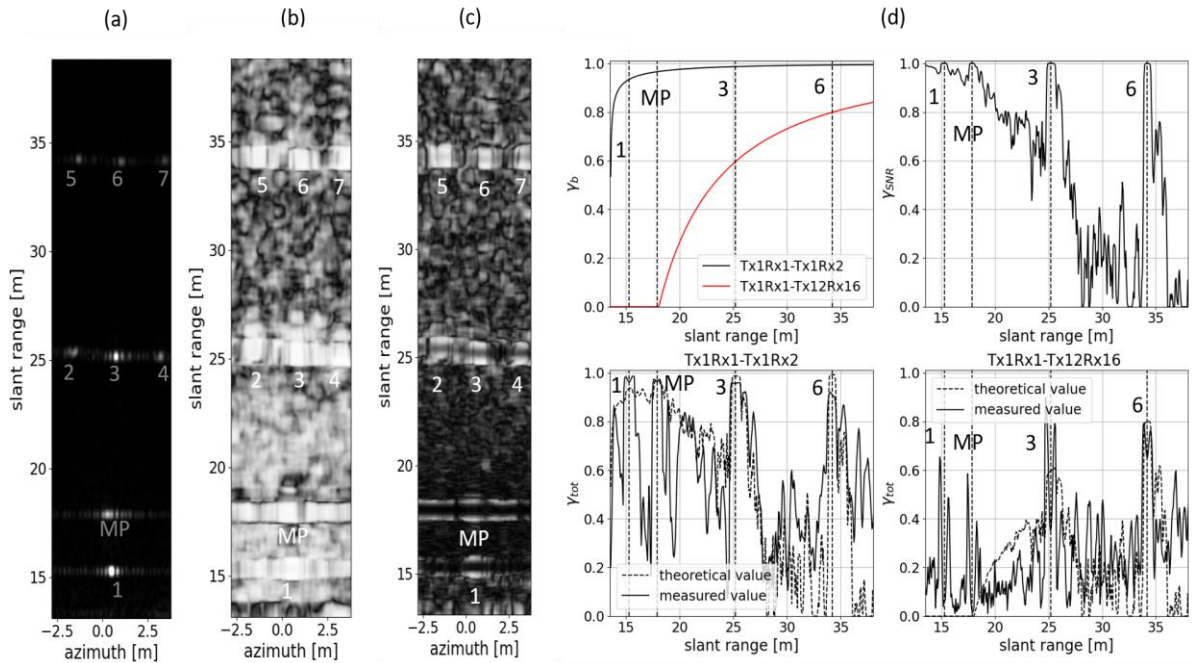 (a)
(b)
(c)
(d)
slant range [m]
35
30
25
20
15
5 6 7
2 3 4
MP
1
−2.5 0.0 2.5
azimuth [m]
slant range [m]
35
30
25
20
15
5 6 7
2 3 4
MP
1
−2.5 0.0 2.5
azimuth [m]
slant range [m]
35
30
25
20
15
5 6 7
2 3 4
MP
1
−2.5 0.0 2.5
azimuth [m]
γb
1.0
0.8
0.6
0.4
0.2
0.0
1
MP
3
6
Tx1Rx1-Tx1Rx2
Tx1Rx1-Tx12Rx16
15 20 25 30 35
slant range [m]
γSNR
1.0
0.8
0.6
0.4
0.2
0.0
1
MP
3
6
15 20 25 30 35
slant range [m]
Tx1Rx1-Tx1Rx2
γtot
1.0
0.8
0.6
0.4
0.2
0.0
1
MP
3
6
theoretical value
measured value
15 20 25 30 35
slant range [m]
Tx1Rx1-Tx12Rx16
γtot
1.0
0.8
0.6
0.4
0.2
0.0
theoretical value
measured value
1
MP
3
6
15 20 25 30 35
slant range [m]